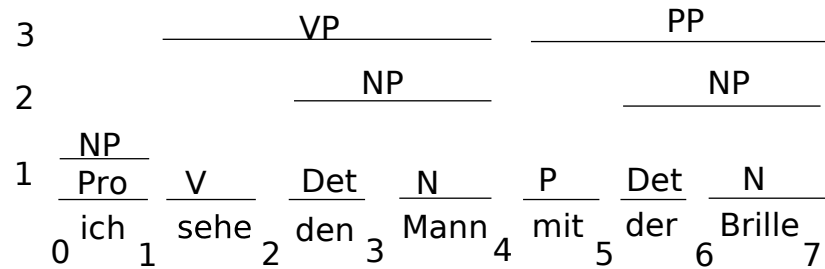 3 VP PP
2 NP NP
NP
1 Pro V Det N P Det N
ich sehe den Mann mit der Brille
0 1 2 3 4 5 6 7